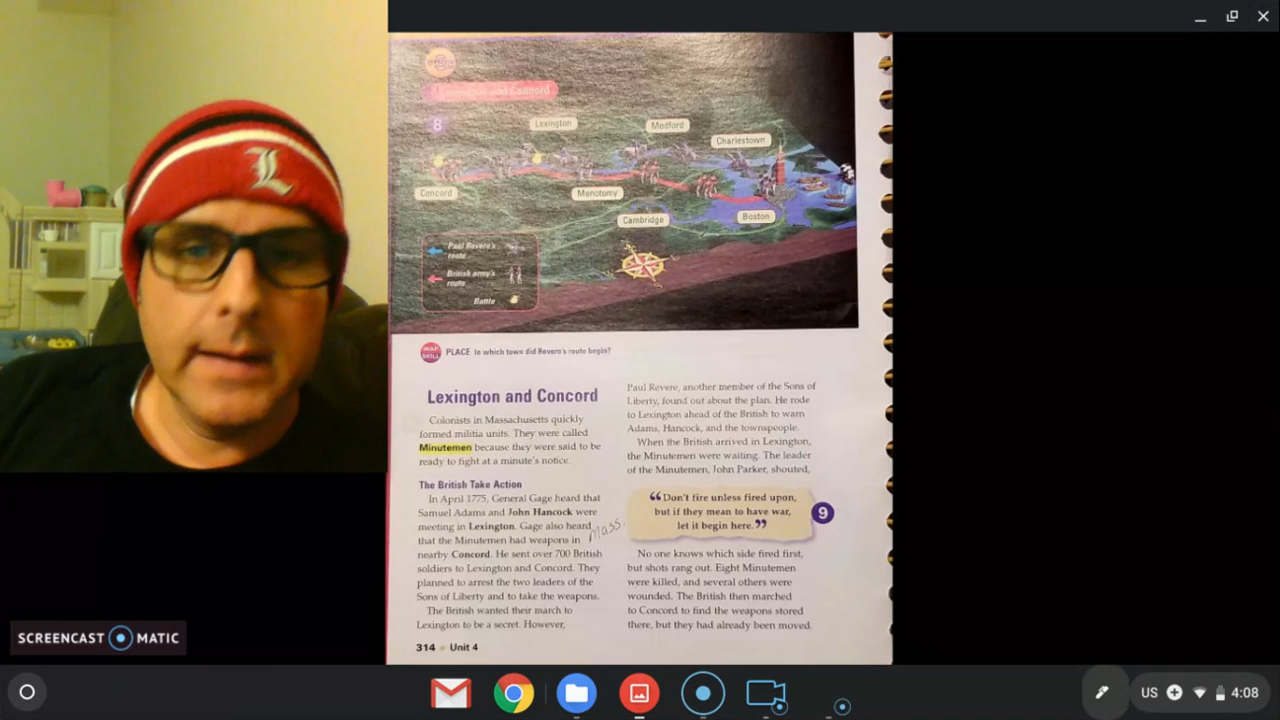 L
Lexington and Concord
8
Lexington
Medford
Charlestown
Concord
Menotomy
Cambridge
Boston
Paul Revere's
route
British army's
route
Battle
MAP
SKILL
PLACE In which town did Revere's route begin?
Lexington and Concord
Colonists in Massachusetts quickly
formed militia units. They were called
Minutemen because they were said to be
ready to fight at a minute's notice.
The British Take Action
In April 1775, General Gage heard that
Samuel Adams and John Hancock were
meeting in Lexington. Gage also heard
that the Minutemen had weapons in
nearby Concord. He sent over 700 British
soldiers to Lexington and Concord. They
planned to arrest the two leaders of the
Sons of Liberty and to take the weapons.
The British wanted their march to
Lexington to be a secret. However,
Mass.
314 • Unit 4
Paul Revere, another member of the Sons of
Liberty, found out about the plan. He rode
to Lexington ahead of the British to warn
Adams, Hancock, and the townspeople.
When the British arrived in Lexington,
the Minutemen were waiting. The leader
of the Minutemen, John Parker, shouted,
“Don't fire unless fired upon,
but if they mean to have war,
let it begin here.”
9
No one knows which side fired first,
but shots rang out. Eight Minutemen
were killed, and several others were
wounded. The British then marched
to Concord to find the weapons stored
there, but they had already been moved.
SCREENCAST MATIC
US 4:08